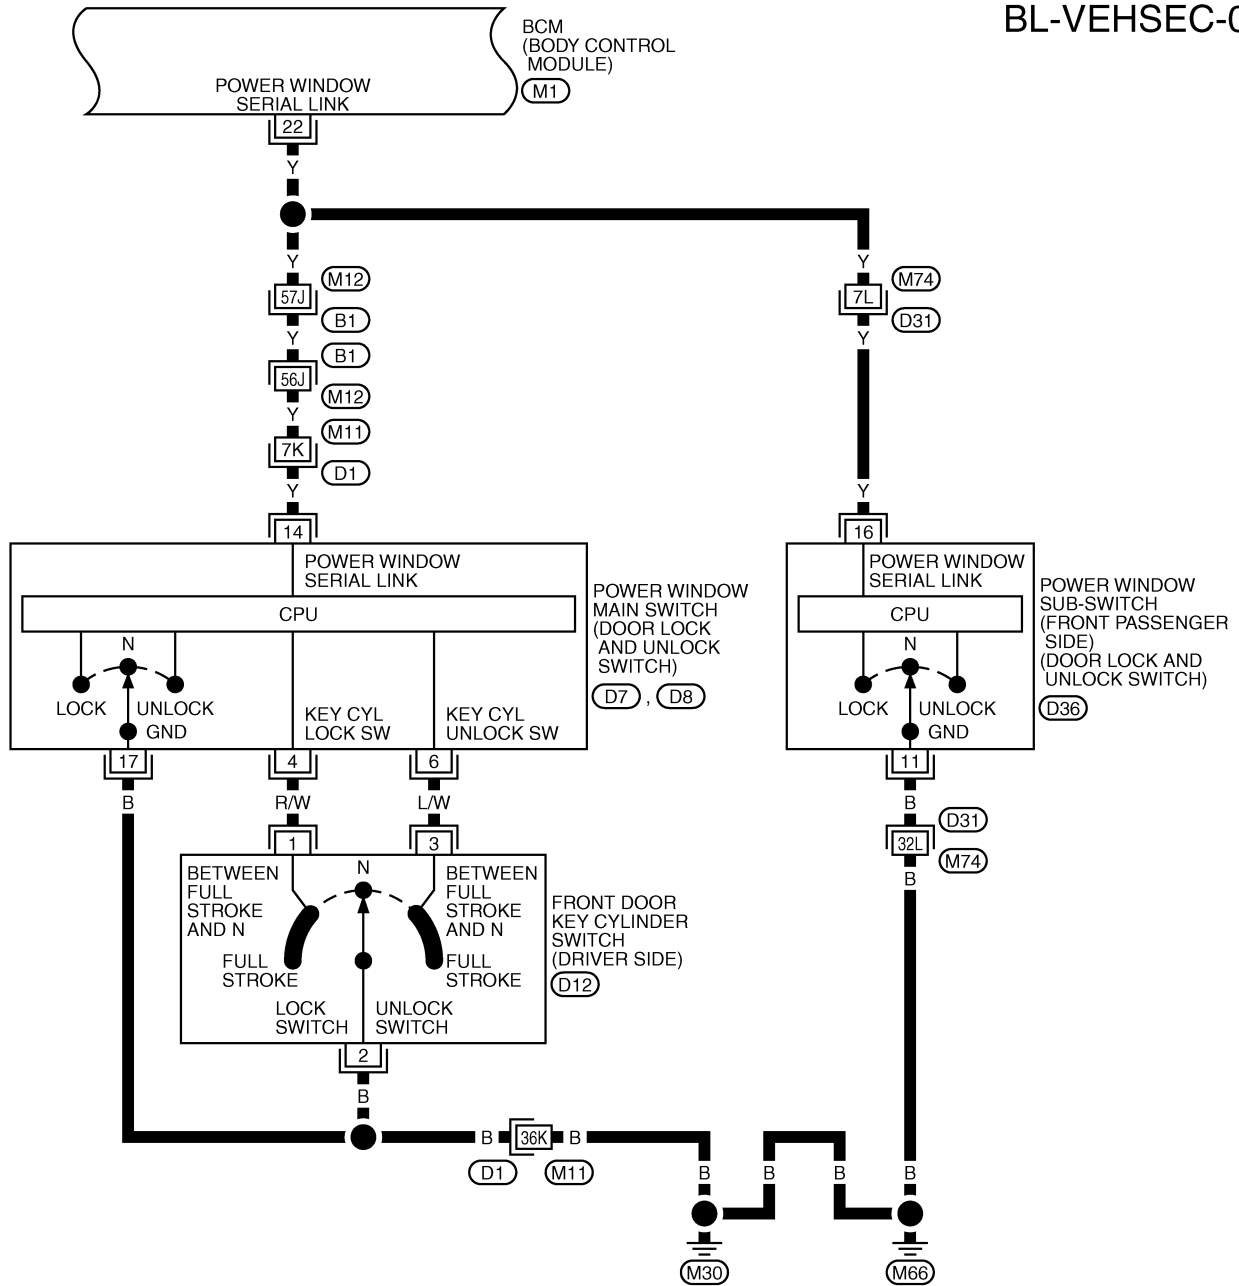 BL-VEHSEC-0
BCM
(BODY CONTROL
MODULE)
M1
POWER WINDOW
SERIAL LINK
22
Y
Y
Y
M12
M74
57J
7L
B1
D31
Y
Y
B1
56J
M12
Y
M11
7K
D1
Y
Y
14
16
POWER WINDOW
SERIAL LINK
CPU
N
LOCK
UNLOCK
GND
KEY CYL
LOCK SW
KEY CYL
UNLOCK SW
POWER WINDOW
MAIN SWITCH
(DOOR LOCK
AND UNLOCK
SWITCH)
D7 , D8
POWER WINDOW
SERIAL LINK
CPU
N
LOCK
UNLOCK
GND
POWER WINDOW
SUB-SWITCH
(FRONT PASSENGER
SIDE)
(DOOR LOCK AND
UNLOCK SWITCH)
D36
17
4
6
11
B
R/W
L/W
B
1
3
D31
32L
M74
B
BETWEEN
FULL
STROKE
AND N
N
BETWEEN
FULL
STROKE
AND N
FULL
STROKE
FULL
STROKE
LOCK
SWITCH
UNLOCK
SWITCH
FRONT DOOR
KEY CYLINDER
SWITCH
(DRIVER SIDE)
D12
2
B
B
36K
B
D1
M11
B
B
B
B
M30
M66